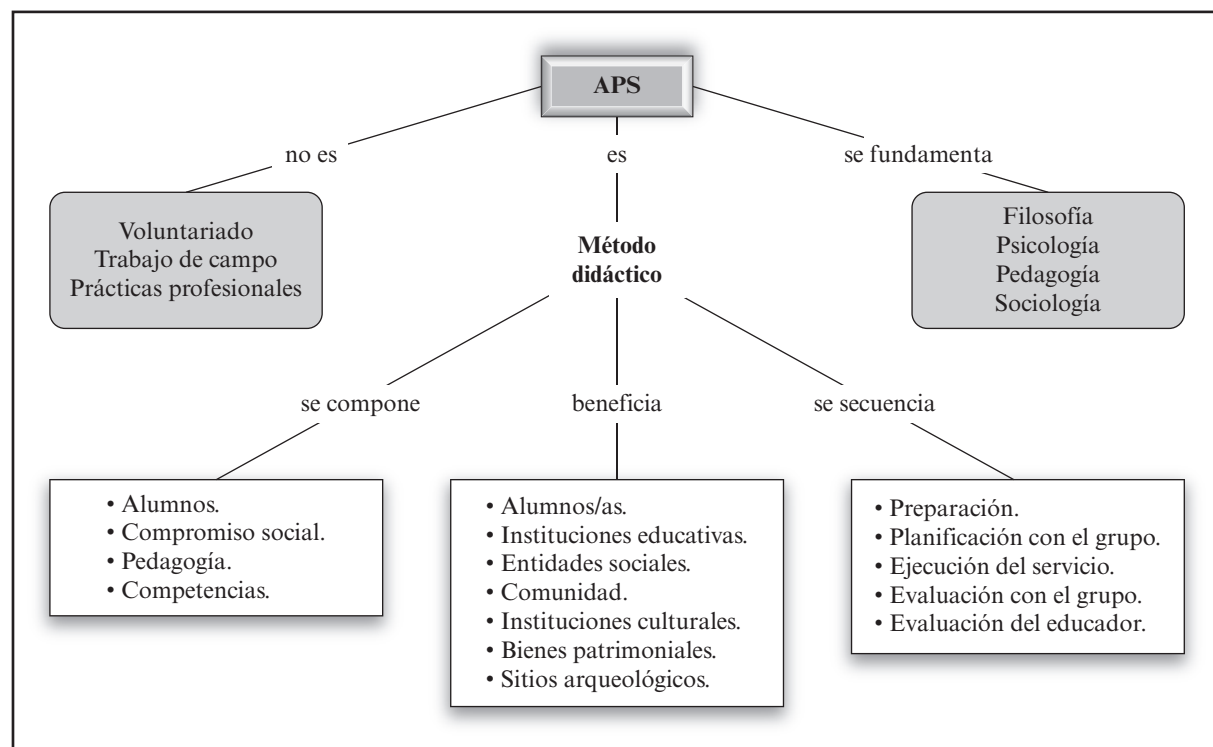 APS
no es
es
se fundamenta
Voluntariado
Trabajo de campo
Prácticas profesionales
Método
didáctico
Filosofía
Psicología
Pedagogía
Sociología
se compone
beneficia
se secuencia
• Alumnos.
• Compromiso social.
• Pedagogía.
• Competencias.
• Alumnos/as.
• Instituciones educativas.
• Entidades sociales.
• Comunidad.
• Instituciones culturales.
• Bienes patrimoniales.
• Sitios arqueológicos.
• Preparación.
• Planificación con el grupo.
• Ejecución del servicio.
• Evaluación con el grupo.
• Evaluación del educador.